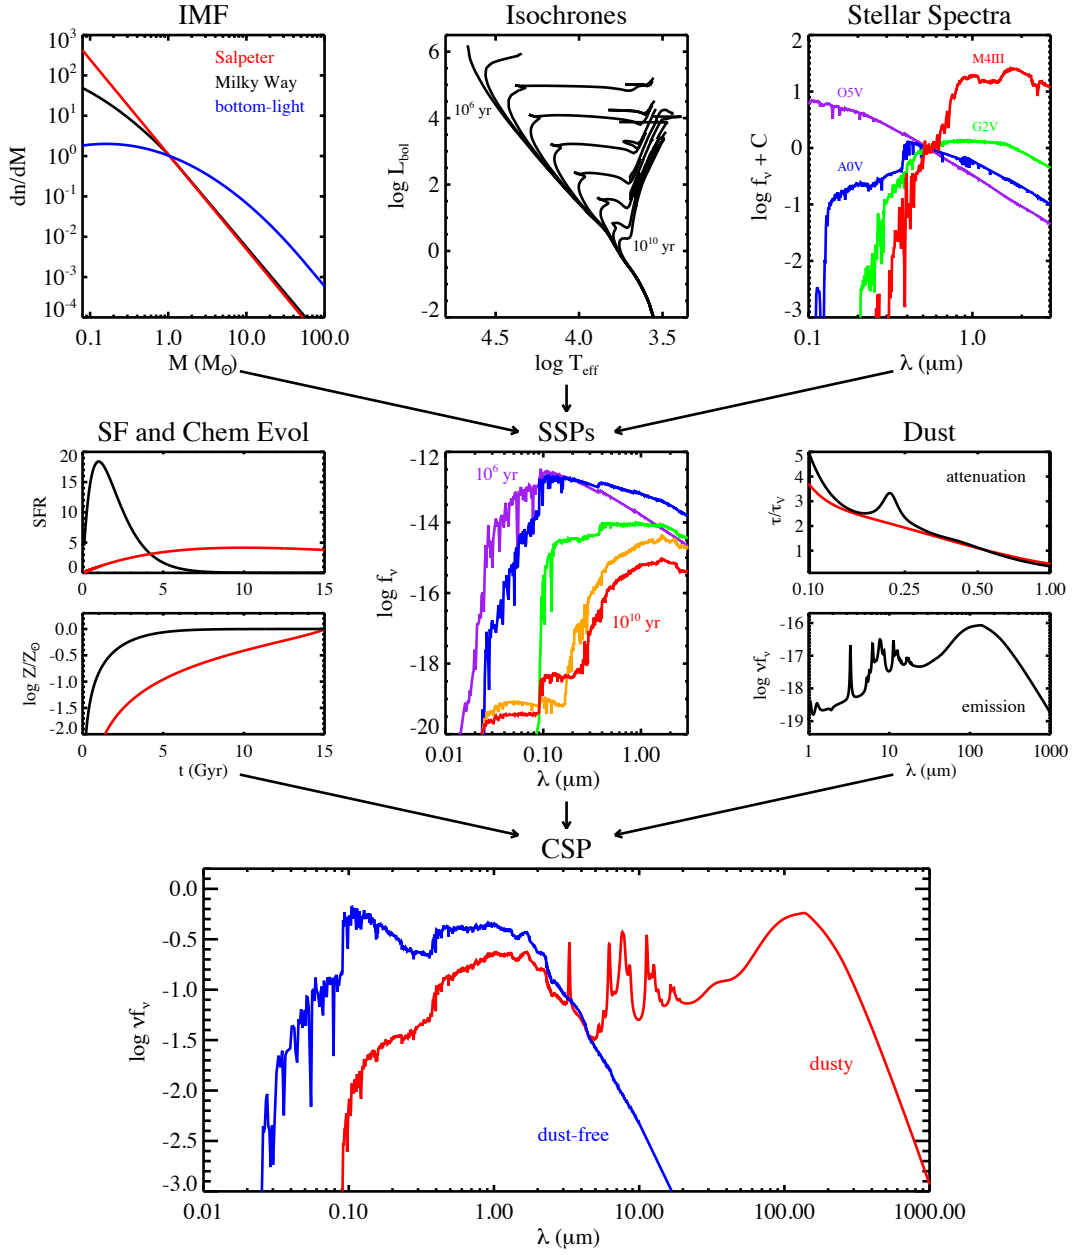 IMF
Isochrones
Stellar Spectra
10³
10²
10¹
10⁰
10⁻¹
10⁻²
10⁻³
10⁻⁴
dn/dM
Salpeter
Milky Way
bottom-light
0.1 1.0 10.0 100.0
M (M⊙)
6
4
2
0
-2
log L_bol
10⁶ yr
10¹⁰ yr
4.5 4.0 3.5
log T_eff
2
1
0
-1
-2
-3
log f_ν + C
M4III
O5V
G2V
A0V
0.1 1.0
λ (μm)
SF and Chem Evol
SSPs
Dust
20
15
10
5
0
SFR
0 5 10 15
0.0
-0.5
-1.0
-1.5
-2.0
log Z/Z⊙
0 5 10 15
t (Gyr)
-12
-14
-16
-18
-20
log f_ν
10⁶ yr
10¹⁰ yr
0.01 0.10 1.00
λ (μm)
5
4
3
2
1
τ/τ_V
attenuation
0.10 0.25 0.50 1.00
-16
-17
-18
-19
log νf_ν
emission
1 10 100 1000
λ (μm)
CSP
0.0
-0.5
-1.0
-1.5
-2.0
-2.5
-3.0
log νf_ν
dusty
dust-free
0.01 0.10 1.00 10.00 100.00 1000.00
λ (μm)